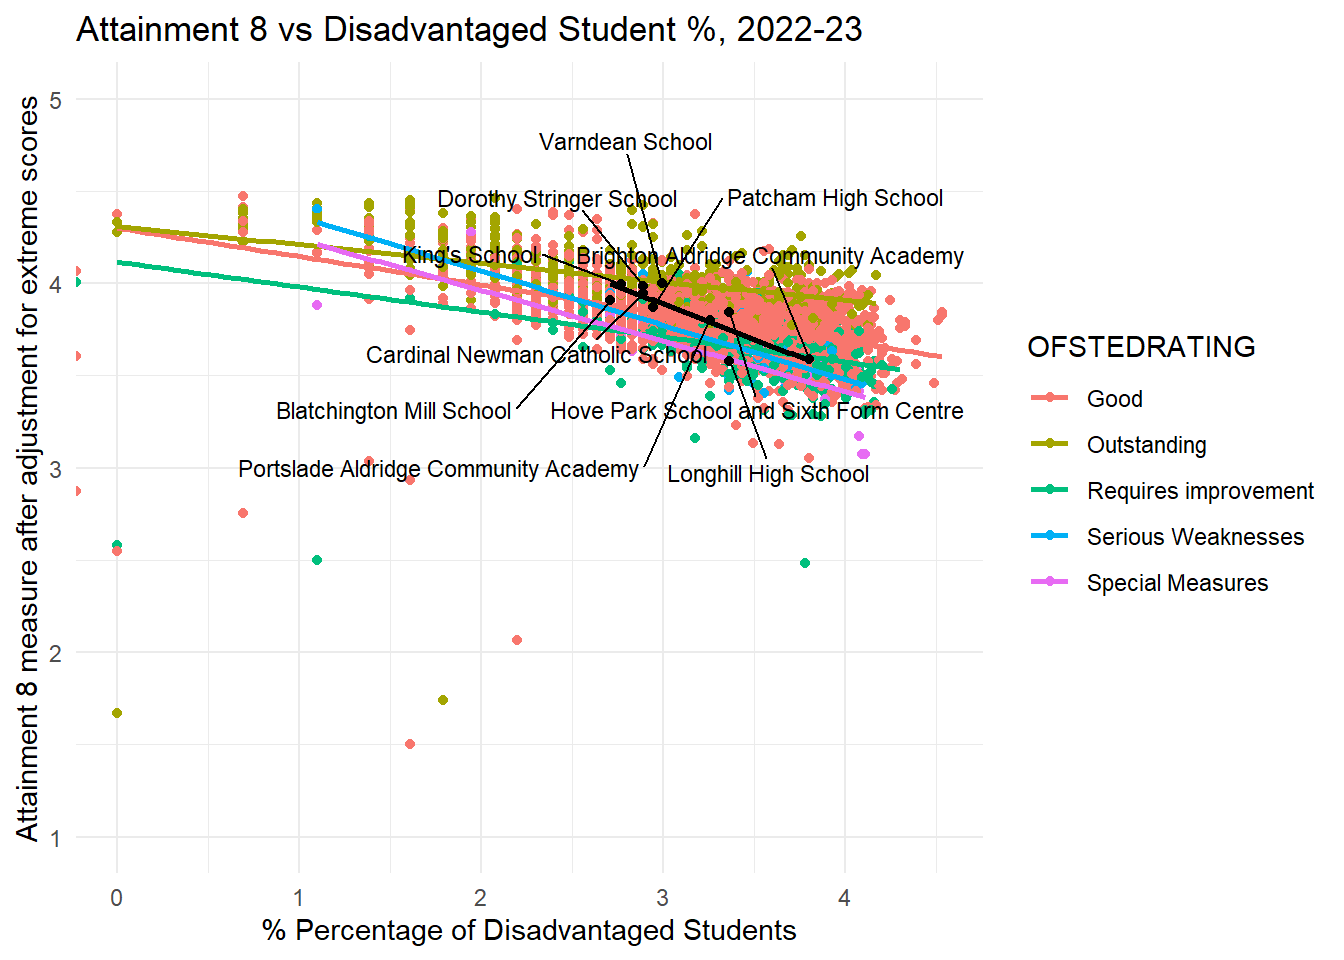 Attainment 8 vs Disadvantaged Student %, 2022-23
Attainment 8 measure after adjustment for extreme scores
5
4
3
2
1
Varndean School
Dorothy Stringer School
Patcham High School
King's School
Brighton Aldridge Community Academy
Cardinal Newman Catholic School
Blatchington Mill School
Hove Park School and Sixth Form Centre
Portslade Aldridge Community Academy
Longhill High School
0
1
2
3
4
% Percentage of Disadvantaged Students
OFSTEDRATING
Good
Outstanding
Requires improvement
Serious Weaknesses
Special Measures